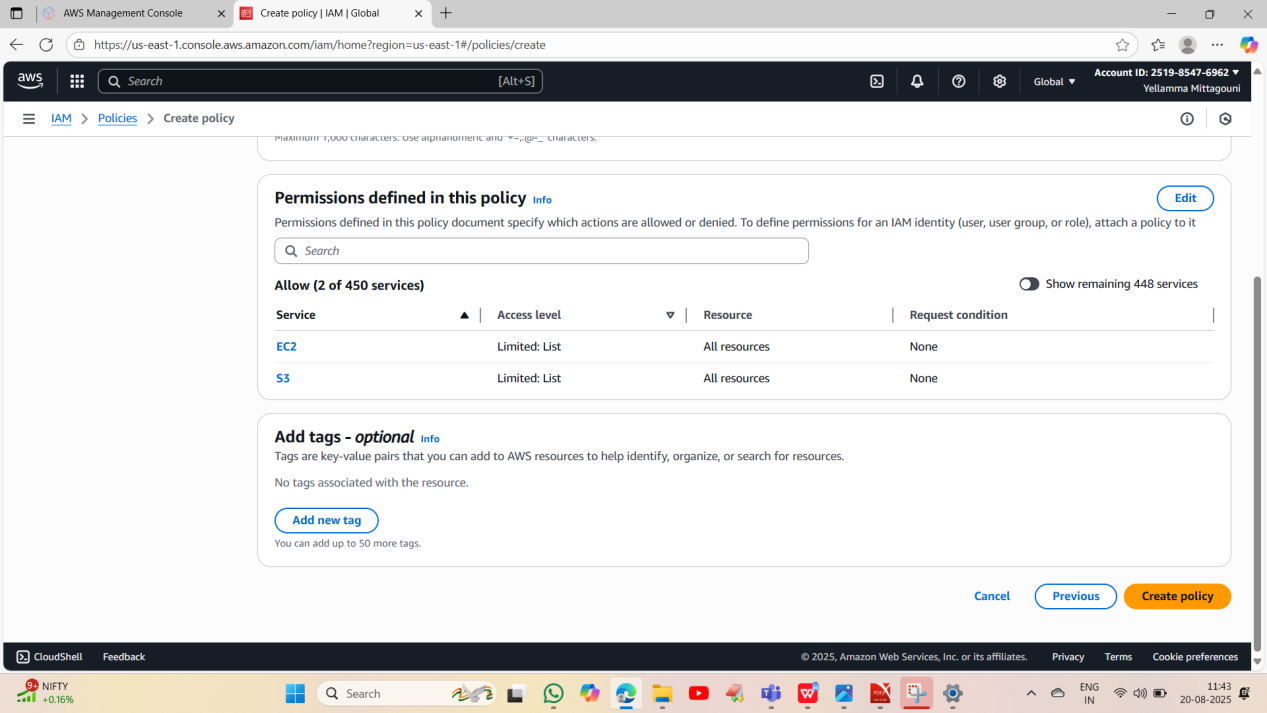 AWS Management Console
Create policy | IAM | Global
https://us-east-1.console.aws.amazon.com/iam/home?region=us-east-1#/policies/create
aws
Search [Alt+S]
Global
Account ID: 2519-8547-6962
Yellamma Mittagouni
IAM > Policies > Create policy
Maximum 1,000 characters. Use alphanumeric and '+=,.@-_' characters.
Permissions defined in this policy Info
Edit
Permissions defined in this policy document specify which actions are allowed or denied. To define permissions for an IAM identity (user, user group, or role), attach a policy to it
Search
Allow (2 of 450 services)
Show remaining 448 services
Service Access level Resource Request condition
EC2 Limited: List All resources None
S3 Limited: List All resources None
Add tags - optional Info
Tags are key-value pairs that you can add to AWS resources to help identify, organize, or search for resources.
No tags associated with the resource.
Add new tag
You can add up to 50 more tags.
Cancel Previous Create policy
CloudShell Feedback © 2025, Amazon Web Services, Inc. or its affiliates. Privacy Terms Cookie preferences
9+ NIFTY
+0.16%
Search
ENG
IN
11:43
20-08-2025